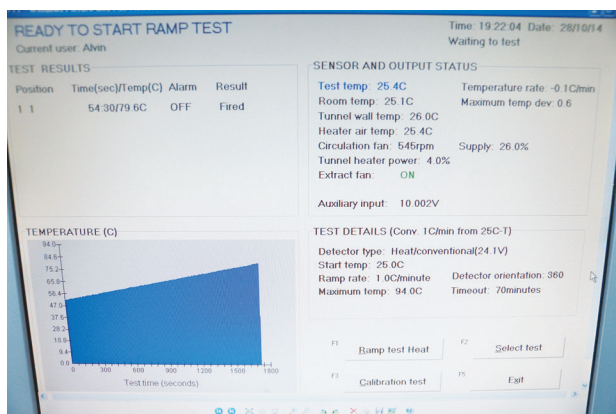 READY TO START RAMP TEST
Time: 19:22:04 Date: 28/10/14
Current user: Alvin
Waiting to test
TEST RESULTS
Position Time(sec)/Temp(C) Alarm Result
1 1 54:30/79.6C OFF Fired
SENSOR AND OUTPUT STATUS
Test temp: 25.4C Temperature rate: -0.1C/min
Room temp: 25.1C Maximum temp dev: 0.6
Tunnel wall temp: 26.0C
Heater air temp: 25.4C
Circulation fan: 545rpm Supply: 26.0%
Tunnel heater power: 4.0%
Extract fan: ON
Auxiliary input: 10.002V
TEMPERATURE (C)
94.0
84.6
75.2
65.8
56.4
47.0
37.6
28.2
18.8
9.4
0.0
0 300 600 900 1200 1500 1800
Test time (seconds)
TEST DETAILS (Conv. 1C/min from 25C-T)
Detector type: Heat/conventional(24.1V)
Start temp: 25.0C
Ramp rate: 1.0C/minute Detector orientation: 360
Maximum temp: 94.0C Timeout: 70minutes
F1 Ramp test Heat F2 Select test
F3 Calibration test F5 Exit